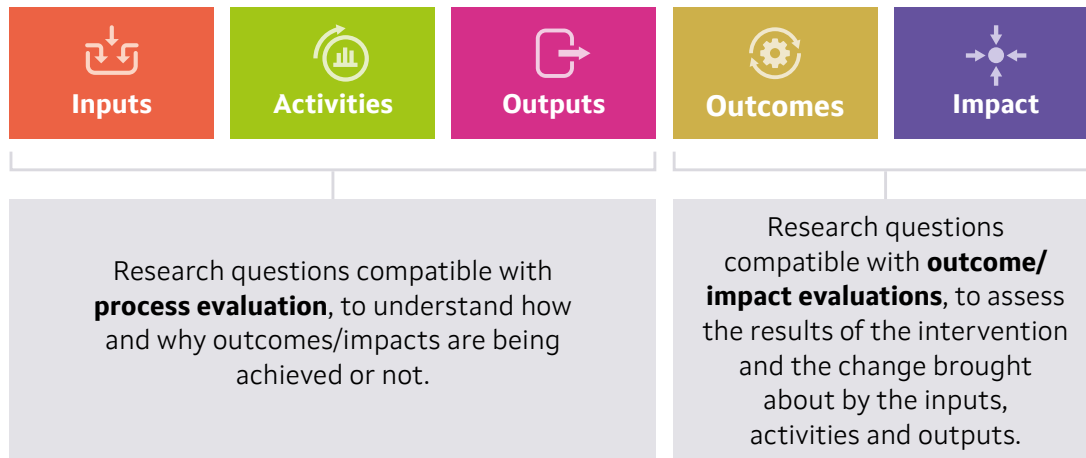 Inputs
Activities
Outputs
Outcomes
Impact
Research questions compatible with
process evaluation, to understand how
and why outcomes/impacts are being
achieved or not.
Research questions
compatible with outcome/
impact evaluations, to assess
the results of the intervention
and the change brought
about by the inputs,
activities and outputs.